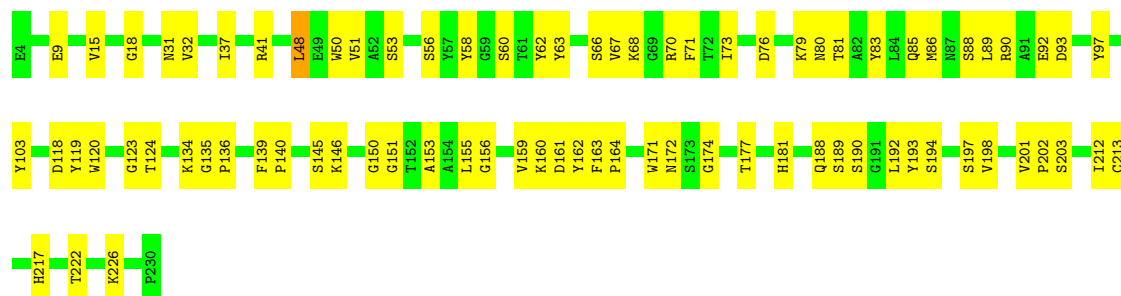 E4 E9 V15 G18 N31 V32 I37 R41 L48 E49 W50 V51 A52 S53 S56 Y57 Y58 G59 S60 T61 Y62 Y63 S66 V67 K68 G69 R70 F71 T72 I73 D76 K79 N80 T81 A82 Y83 L84 Q85 M86 N87 S88 L89 R90 A91 E92 D93 Y97
Y103 D118 Y119 W120 G123 T124 K134 G135 P136 F139 P140 S145 K146 G150 G151 T152 A153 A154 L155 G156 V159 K160 D161 Y162 F163 P164 W171 N172 S173 G174 T177 H181 Q188 S189 S190 G191 L192 Y193 S194 S197 V198 V201 P202 S203 I212 C213
H217 T222 K226 P230